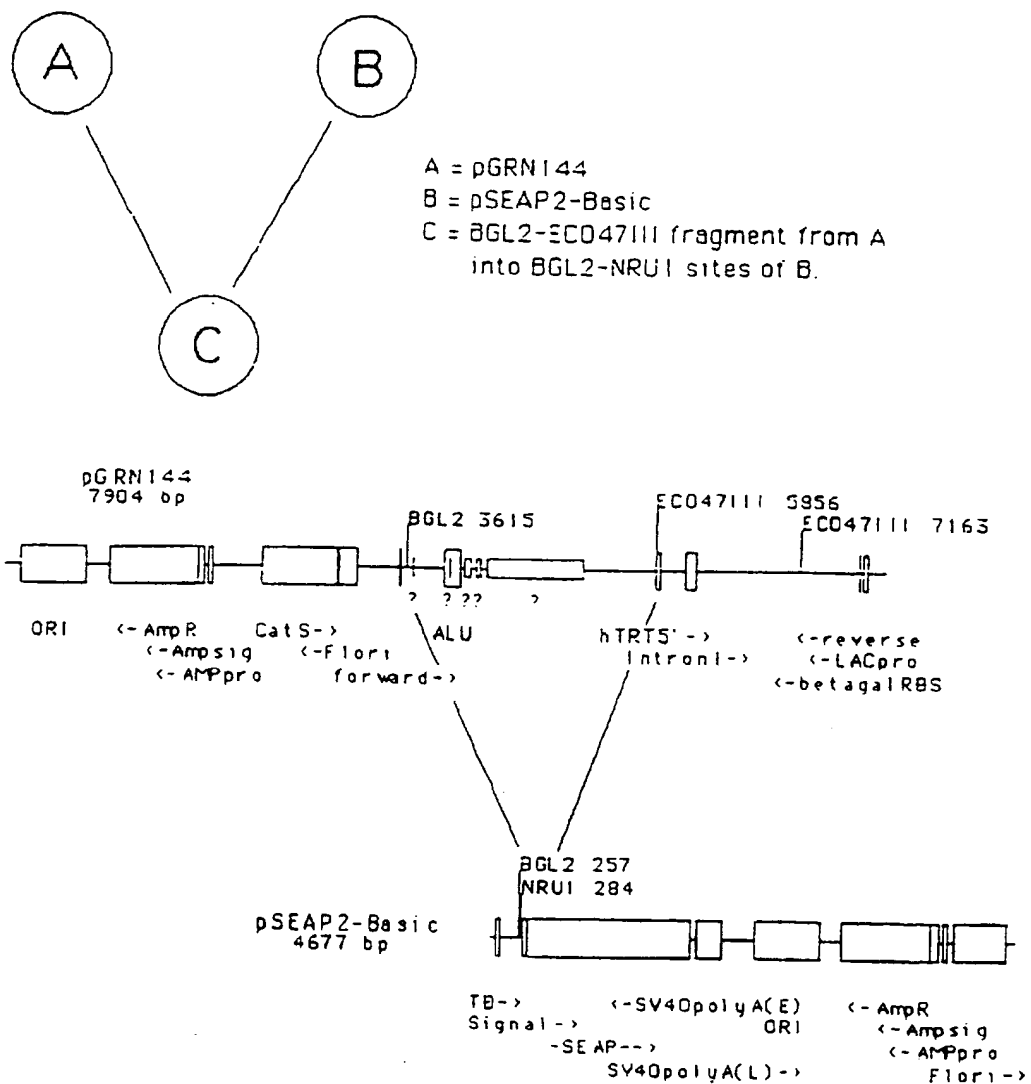 A
B
A = pGRN144
B = pSEAP2-Basic
C = BGL2-ECO47III fragment from A
into BGL2-NRU1 sites of B.
C
pGRN144
7904 bp
BGL2 3615
ECO47III 5956
ECO47III 7163
? ? ?? ?
ORI
<-AmpR
CatS->
ALU
hTRT5'->
<-reverse
<-Ampsig
<-Flori
Intron1->
<-LACpro
<-AMPpro
forward->
<-betagalRBS
BGL2 257
NRU1 284
pSEAP2-Basic
4677 bp
TB->
<-SV40polyA(E)
<-AmpR
Signal->
ORI
<-Ampsig
-SEAP-->
<-AMPpro
SV40polyA(L)->
Flori->